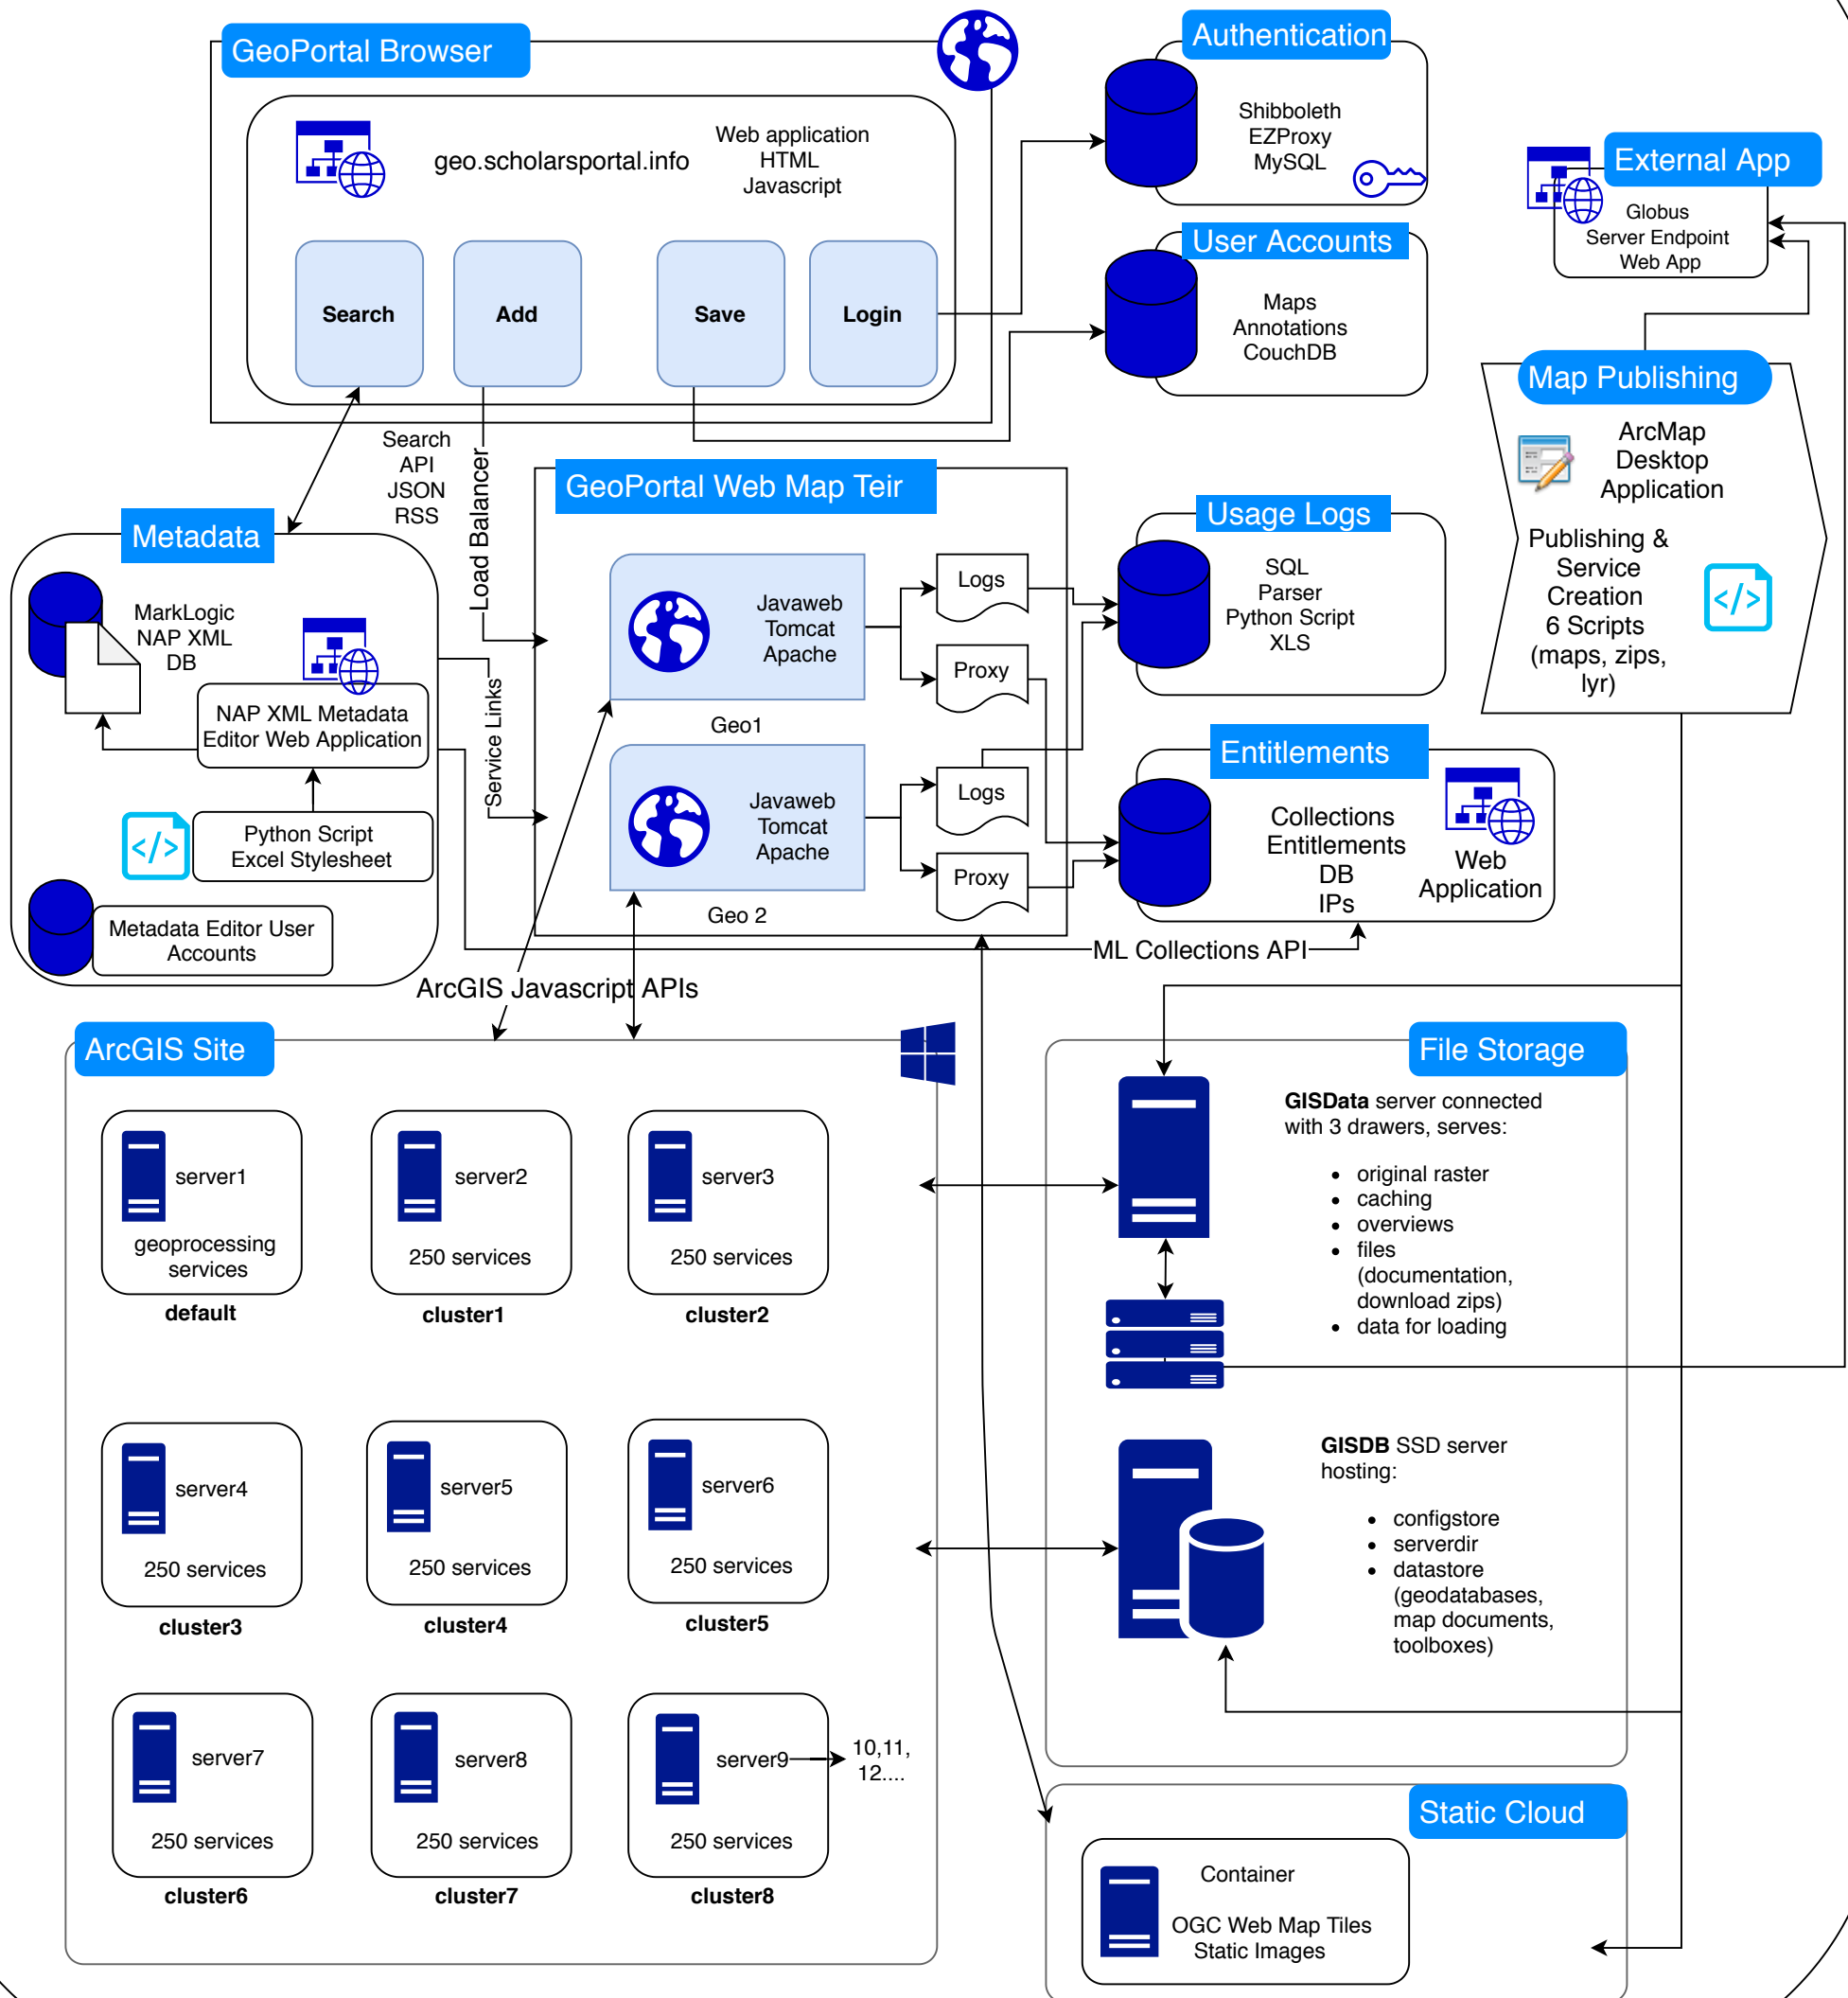 GeoPortal Browser
geo.scholarsportal.info
Web application
HTML
Javascript
Search
Add
Save
Login
Authentication
Shibboleth
EZProxy
MySQL
User Accounts
Maps
Annotations
CouchDB
External App
Globus
Server Endpoint
Web App
Map Publishing
ArcMap
Desktop
Application
Publishing &
Service
Creation
6 Scripts
(maps, zips,
lyr)
Search
API
JSON
RSS
Load Balancer
Service Links
Metadata
MarkLogic
NAP XML
DB
NAP XML Metadata
Editor Web Application
Python Script
Excel Stylesheet
Metadata Editor User
Accounts
GeoPortal Web Map Teir
Javaweb
Tomcat
Apache
Geo1
Logs
Proxy
Javaweb
Tomcat
Apache
Geo 2
Logs
Proxy
Usage Logs
SQL
Parser
Python Script
XLS
Entitlements
Collections
Entitlements
DB
IPs
Web
Application
ML Collections API
ArcGIS Javascript APIs
ArcGIS Site
server1
geoprocessing
services
default
server2
250 services
cluster1
server3
250 services
cluster2
server4
250 services
cluster3
server5
250 services
cluster4
server6
250 services
cluster5
server7
250 services
cluster6
server8
250 services
cluster7
server9
250 services
cluster8
10,11,
12....
File Storage
GISData server connected
with 3 drawers, serves:
• original raster
• caching
• overviews
• files
(documentation,
download zips)
• data for loading
GISDB SSD server
hosting:
• configstore
• serverdir
• datastore
(geodatabases,
map documents,
toolboxes)
Static Cloud
Container
OGC Web Map Tiles
Static Images